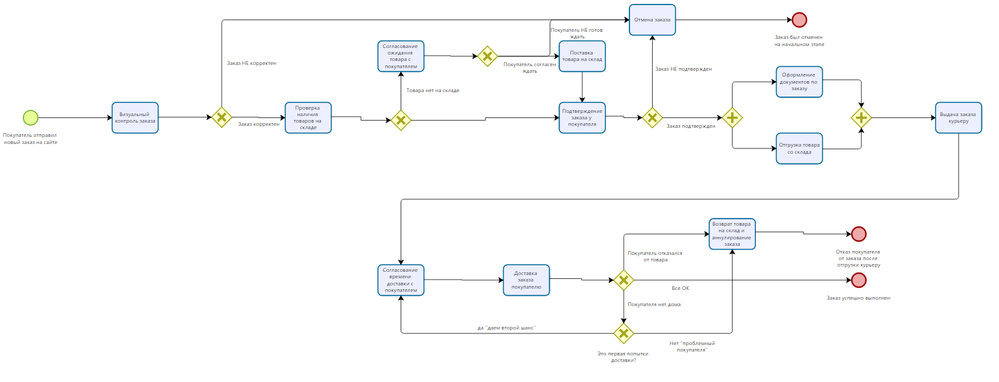 Отмена заказа
Покупатель НЕ готов
ждать
Заказ был отменен
на начальном этапе
Согласование
ожидания
товара с
покупателем
Поставка
товара на склад
Заказ НЕ корректен
Покупатель согласен
ждать
Заказ НЕ подтвержден
Оформление
документов по
заказу
Товара нет на складе
Визуальный
контроль заказа
Заказ корректен
Проверка
наличия
товаров на
складе
Подтверждение
заказа у
покупателя
Заказ подтвержден
Выдача заказа
курьеру
Покупатель отправил
новый заказ на сайте
Отгрузка товара
со склада
Возврат товара
на склад и
аннулирование
заказа
Покупатель отказался
от товара
Отказ покупателя
от заказа после
отгрузки курьеру
Согласование
времени
доставки с
покупателем
Доставка
заказа
покупателю
Все ОК
Заказ успешно выполнен
Покупателя нет дома
да "даем второй шанс"
Нет "проблемный
покупателя"
Это первая попытки
доставки?